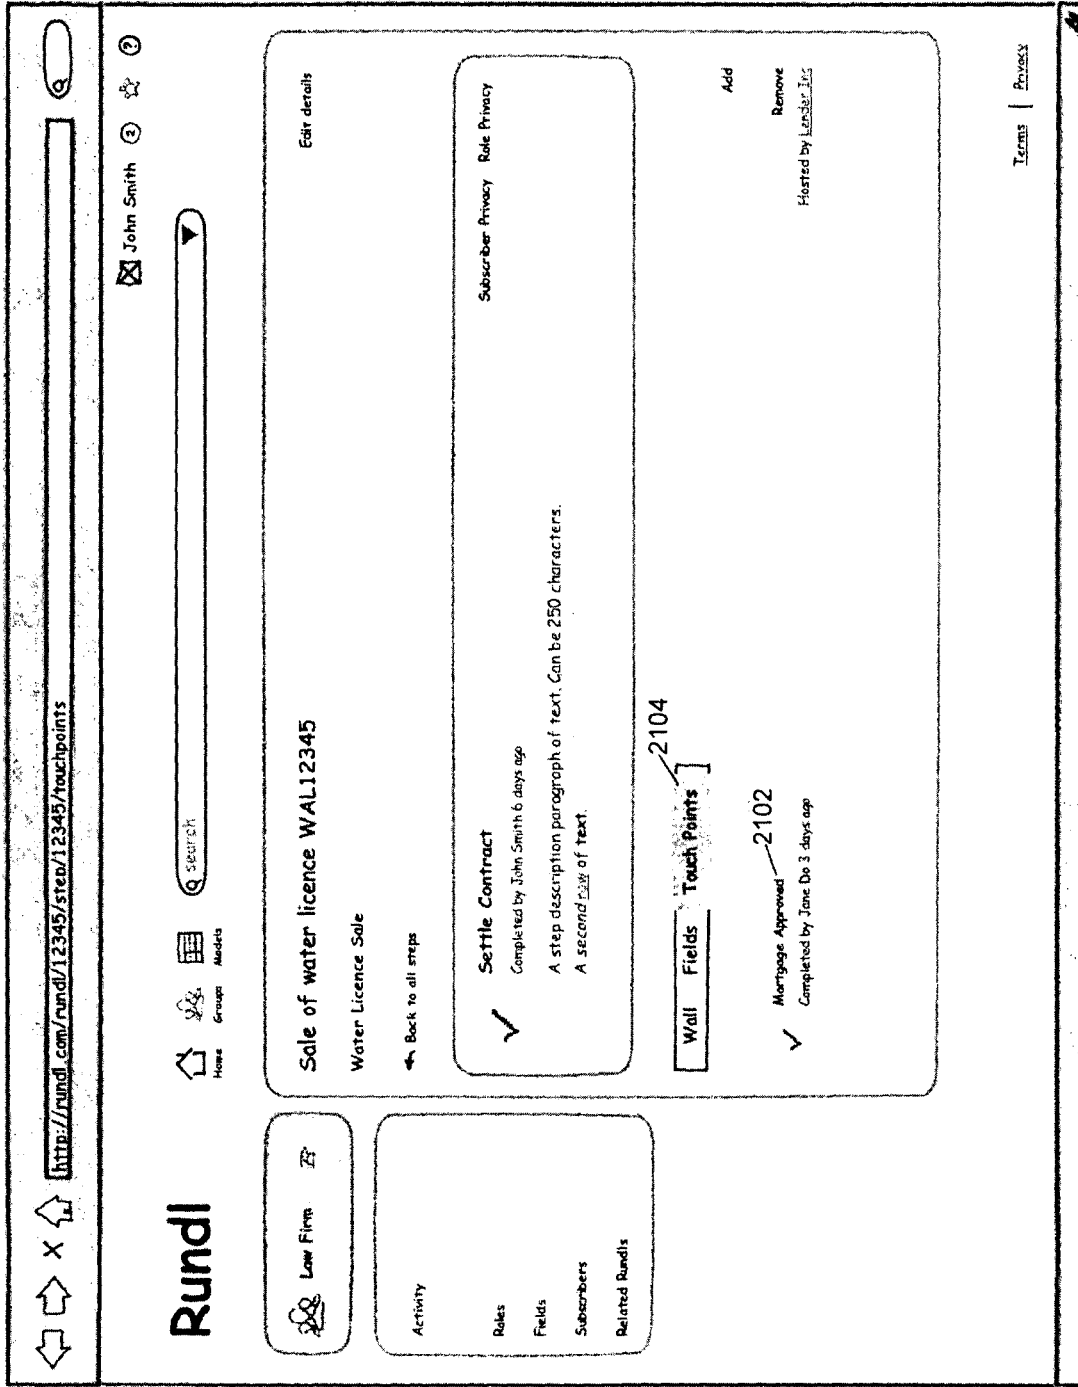 http://rundl.com/rundl/12345/step/12345/touchpoints
John Smith 2 ?
Rundl
Home Groups Models
search
Law Firm
Activity
Roles
Fields
Subscribers
Related Rundls
Sale of water licence WAL12345
Edit details
Water Licence Sale
Back to all steps
Settle Contract
Subscriber Privacy Role Privacy
Completed by John Smith 6 days ago
A step description paragraph of text. Can be 250 characters.
A second row of text.
2104
Wall Fields Touch Points
Add
2102
Mortgage Approved
Remove
Completed by Jane Do 3 days ago
Hosted by Lender Inc
Terms | Privacy